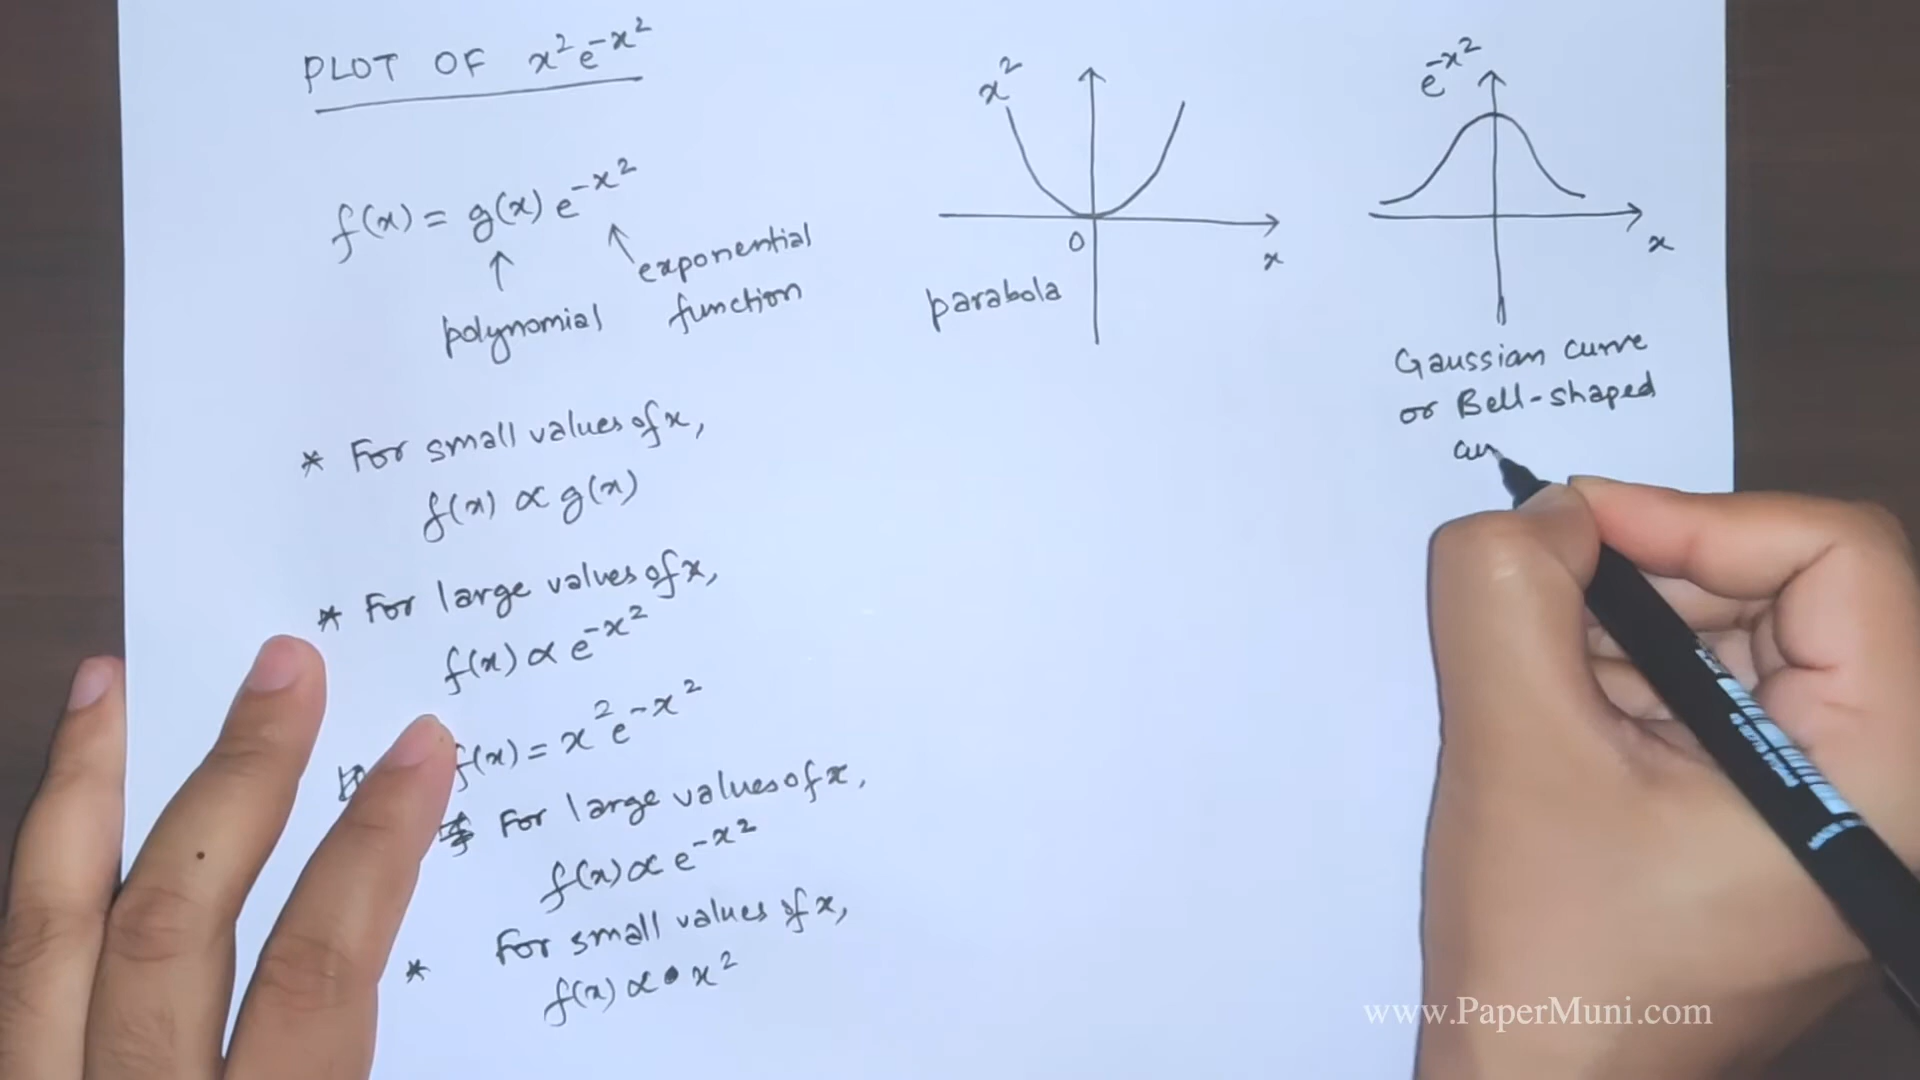 PLOT OF x²e^-x²
f(x) = g(x) e^-x²
↑ ↑
polynomial
exponential
function
* For small values of x,
f(x) ∝ g(x)
* For large values of x,
f(x) ∝ e^-x²
f(x) = x²e^-x²
For large values of x,
f(x) ∝ e^-x²
* For small values of x,
f(x) ∝ x²
x²
0
x
parabola
e^-x²
x
Gaussian curve
or Bell-shaped
cur
www.PaperMuni.com